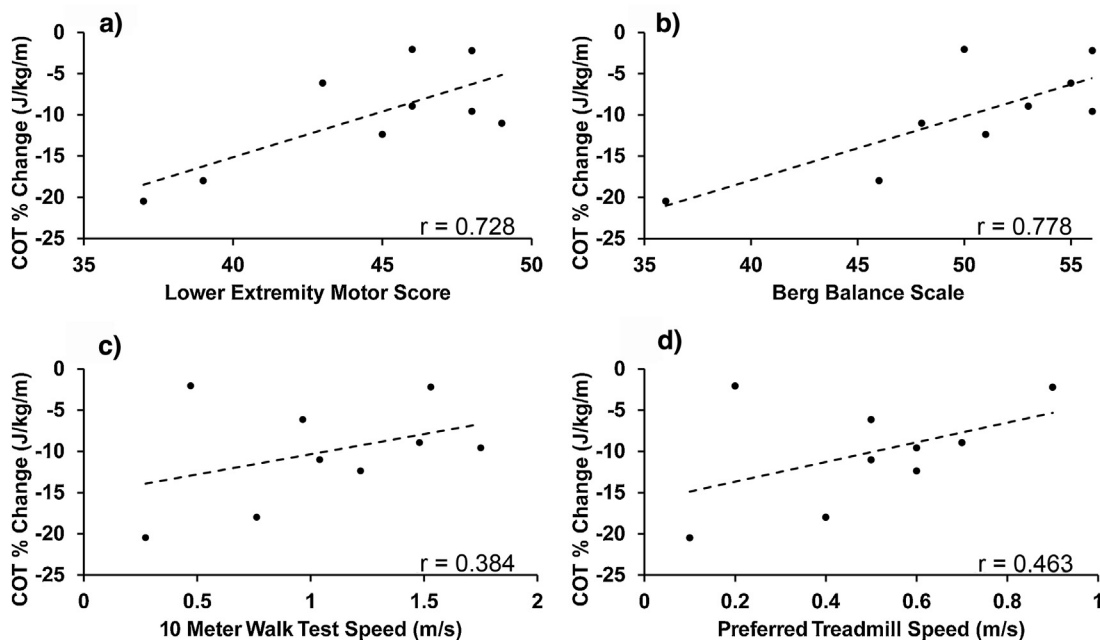 a)
COT % Change (J/kg/m)
0
-5
-10
-15
-20
-25
35
40
45
50
r = 0.728
Lower Extremity Motor Score
b)
COT % Change (J/kg/m)
0
-5
-10
-15
-20
-25
35
40
45
50
55
r = 0.778
Berg Balance Scale
c)
COT % Change (J/kg/m)
0
-5
-10
-15
-20
-25
0
0.5
1
1.5
2
r = 0.384
10 Meter Walk Test Speed (m/s)
d)
COT % Change (J/kg/m)
0
-5
-10
-15
-20
-25
0
0.2
0.4
0.6
0.8
1
r = 0.463
Preferred Treadmill Speed (m/s)